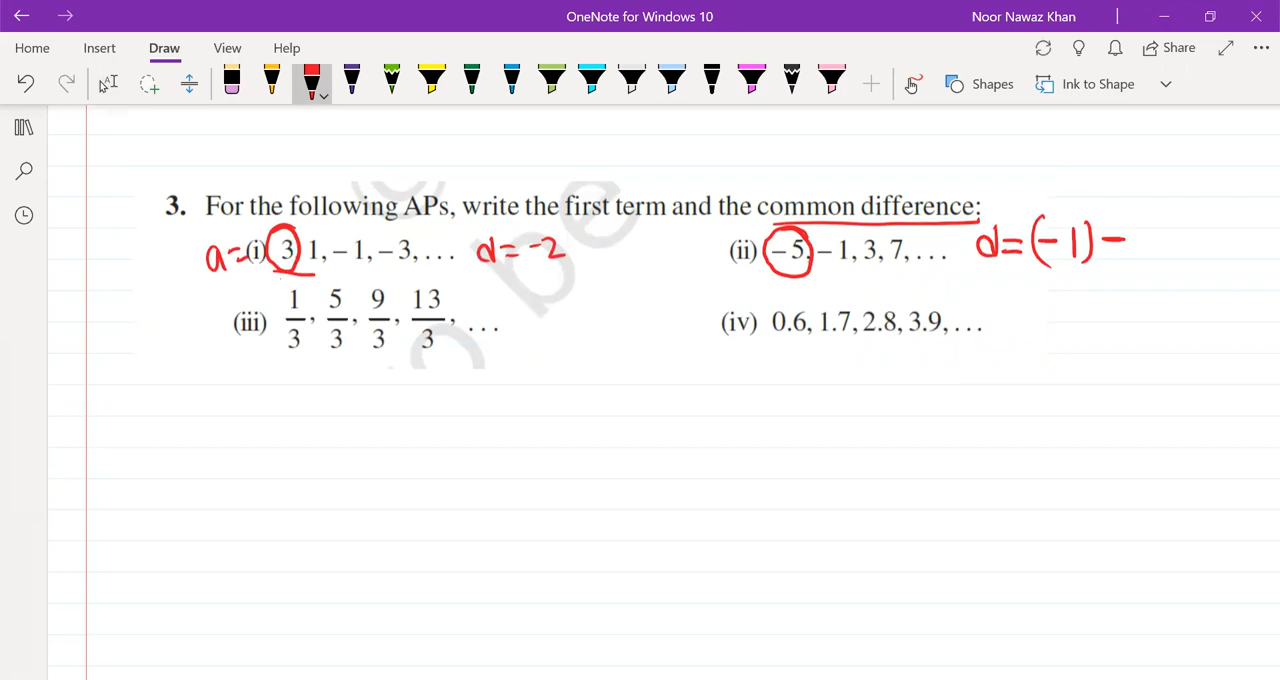 OneNote for Windows 10
Noor Nawaz Khan
Home Insert Draw View Help
Share
Shapes
Ink to Shape
3. For the following APs, write the first term and the common difference:
a= (i) 3, 1, – 1, – 3, . . . d = -2
(ii) – 5, – 1, 3, 7, . . . d = (-1) -
(iii) 1/3, 5/3, 9/3, 13/3, . . .
(iv) 0.6, 1.7, 2.8, 3.9, . . .